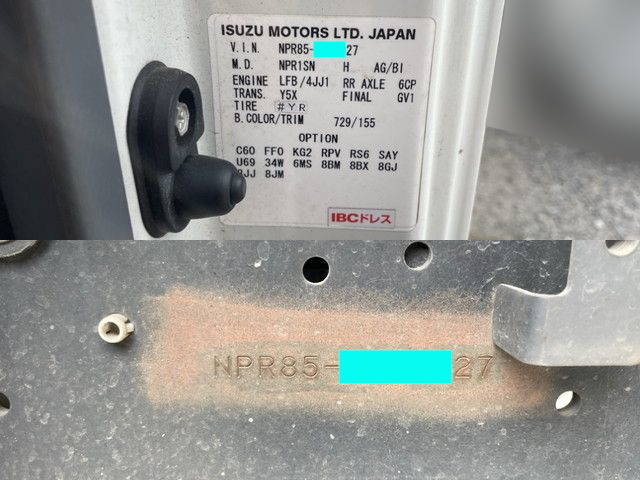 ISUZU MOTORS LTD. JAPAN
V.I.N. NPR85- 27
M.D. NPR1SN H AG/BI
ENGINE LFB/4JJ1 RR AXLE 6CP
TRANS. Y5X FINAL GV1
TIRE #YR
B.COLOR/TRIM 729/155
OPTION
C60 FF0 KG2 RPV RS6 SAY
U69 34W 6MS 8BM 8BX 8GJ
8JJ 8JM
IBCドレス
NPR85- 27